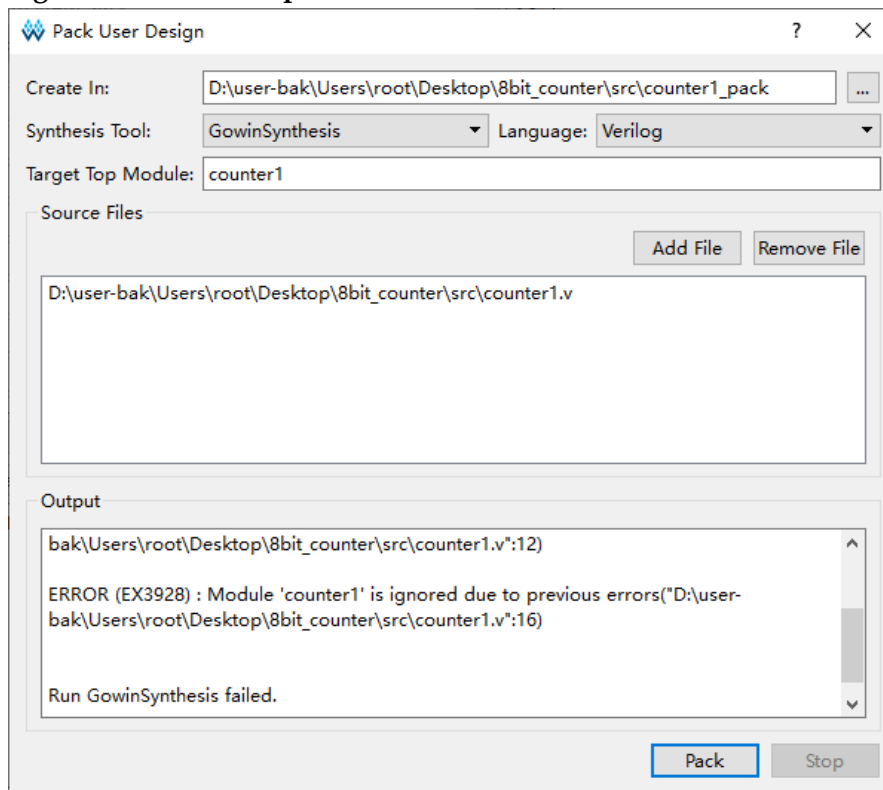 Pack User Design ? ×
Create In: D:\user-bak\Users\root\Desktop\8bit_counter\src\counter1_pack ...
Synthesis Tool: GowinSynthesis Language: Verilog
Target Top Module: counter1
Source Files
Add File Remove File
D:\user-bak\Users\root\Desktop\8bit_counter\src\counter1.v
Output
bak\Users\root\Desktop\8bit_counter\src\counter1.v":12)
ERROR (EX3928) : Module 'counter1' is ignored due to previous errors("D:\user-
bak\Users\root\Desktop\8bit_counter\src\counter1.v":16)
Run GowinSynthesis failed.
Pack Stop